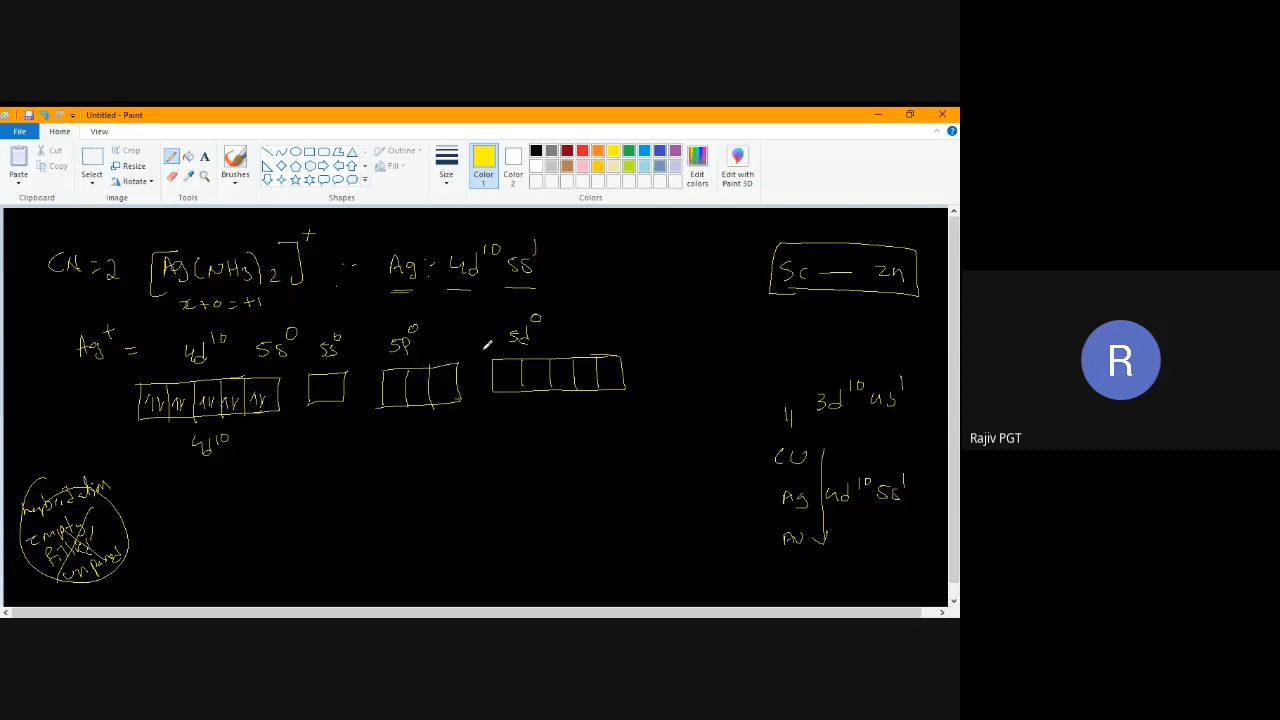 Untitled - Paint
File Home View
Paste
Cut
Copy
Clipboard
Select
Crop
Resize
Rotate
Image
A
Tools
Brushes
Outline
Fill
Shapes
Size
Color 1
Color 2
Edit colors
Edit with Paint 3D
Colors
CN = 2 [Ag(NH3)2]+ Ag: 4d10 5s1
x+0=+1
Sc — Zn
Ag+ = 4d10 5s0 5s0 5p0 5d0
4d10
11 3d10 4s1
Cu
Ag 4d10 5s1
Au
hybridation
empty
filled
unpaired
R
Rajiv PGT